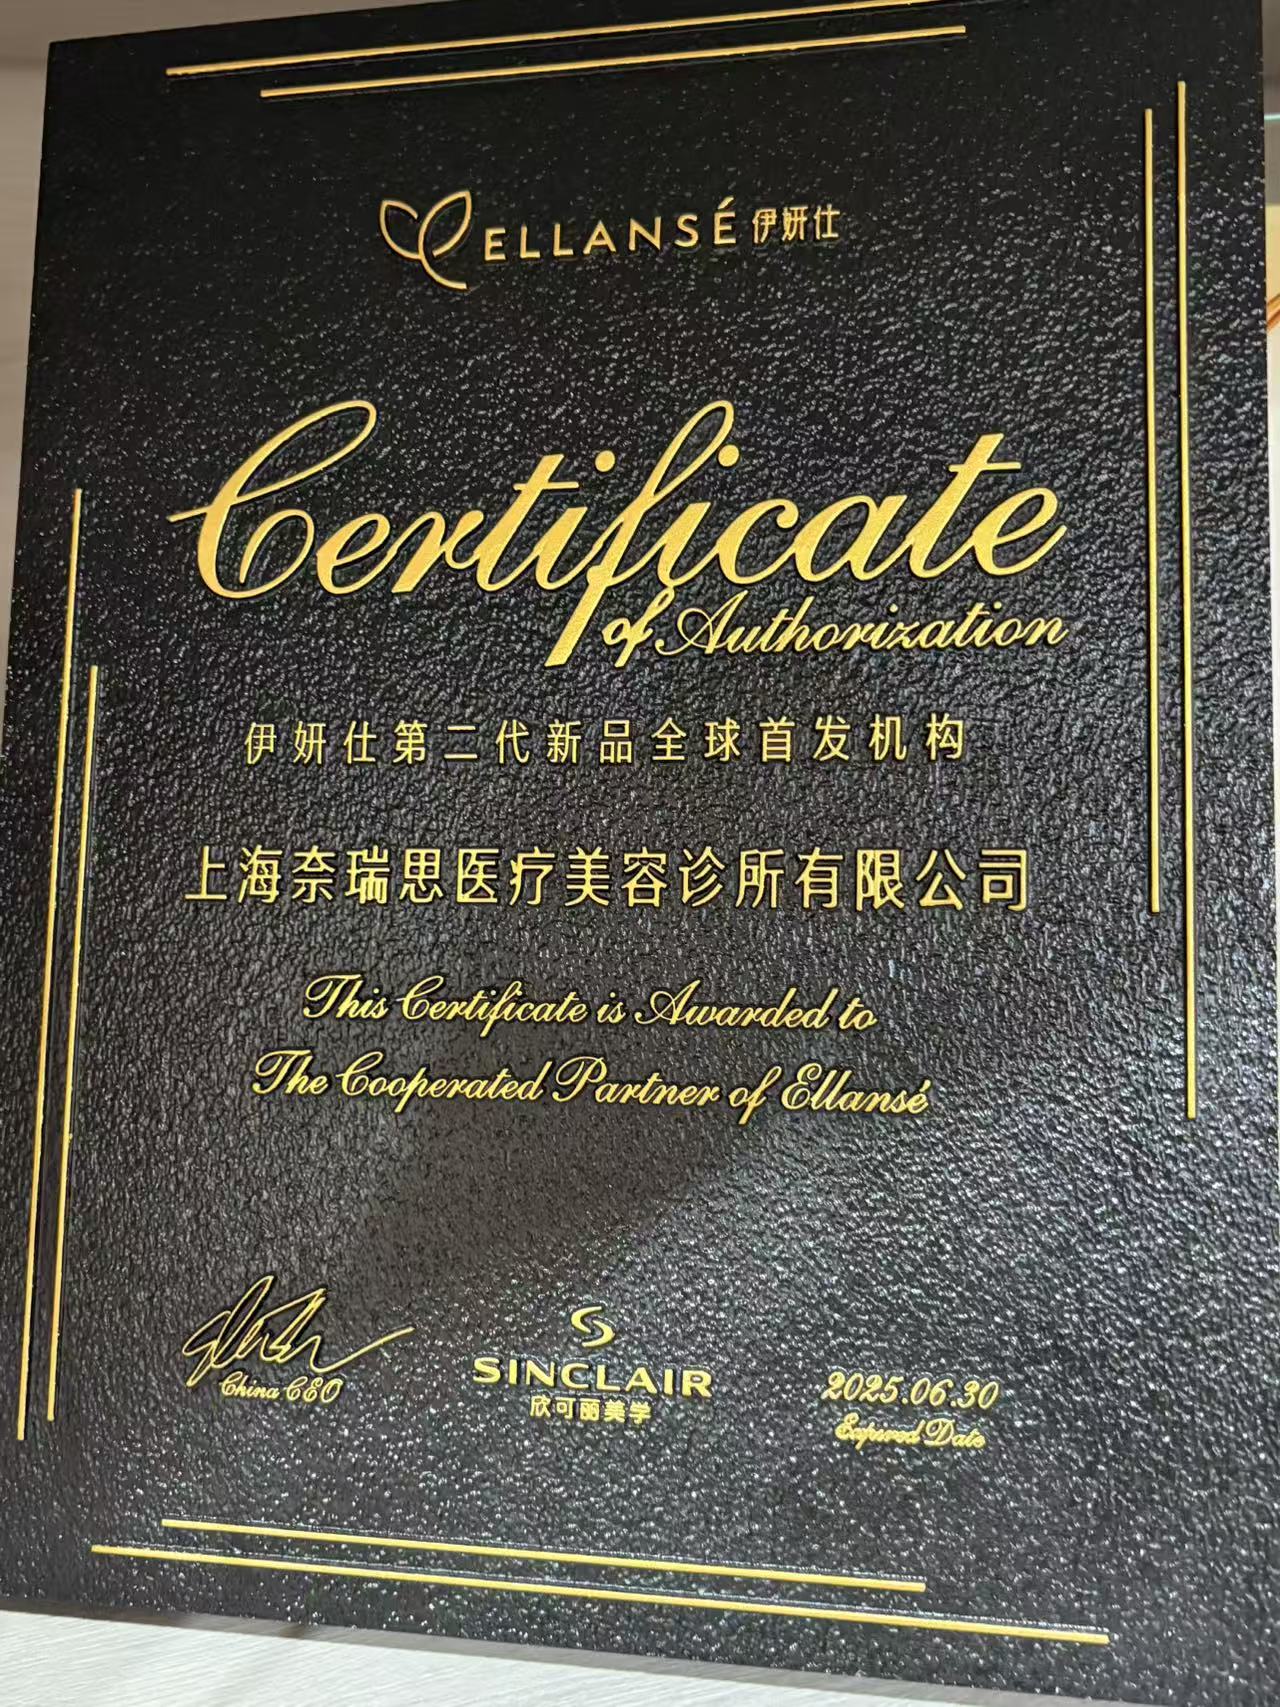 ELLANSÉ 伊妍仕
Certificate
of Authorization
伊妍仕第二代新品全球首发机构
上海奈瑞思医疗美容诊所有限公司
This Certificate is Awarded to
The Cooperated Partner of Ellansé
China CEO
SINCLAIR
欣可丽美学
2025.06.30
Expired Date